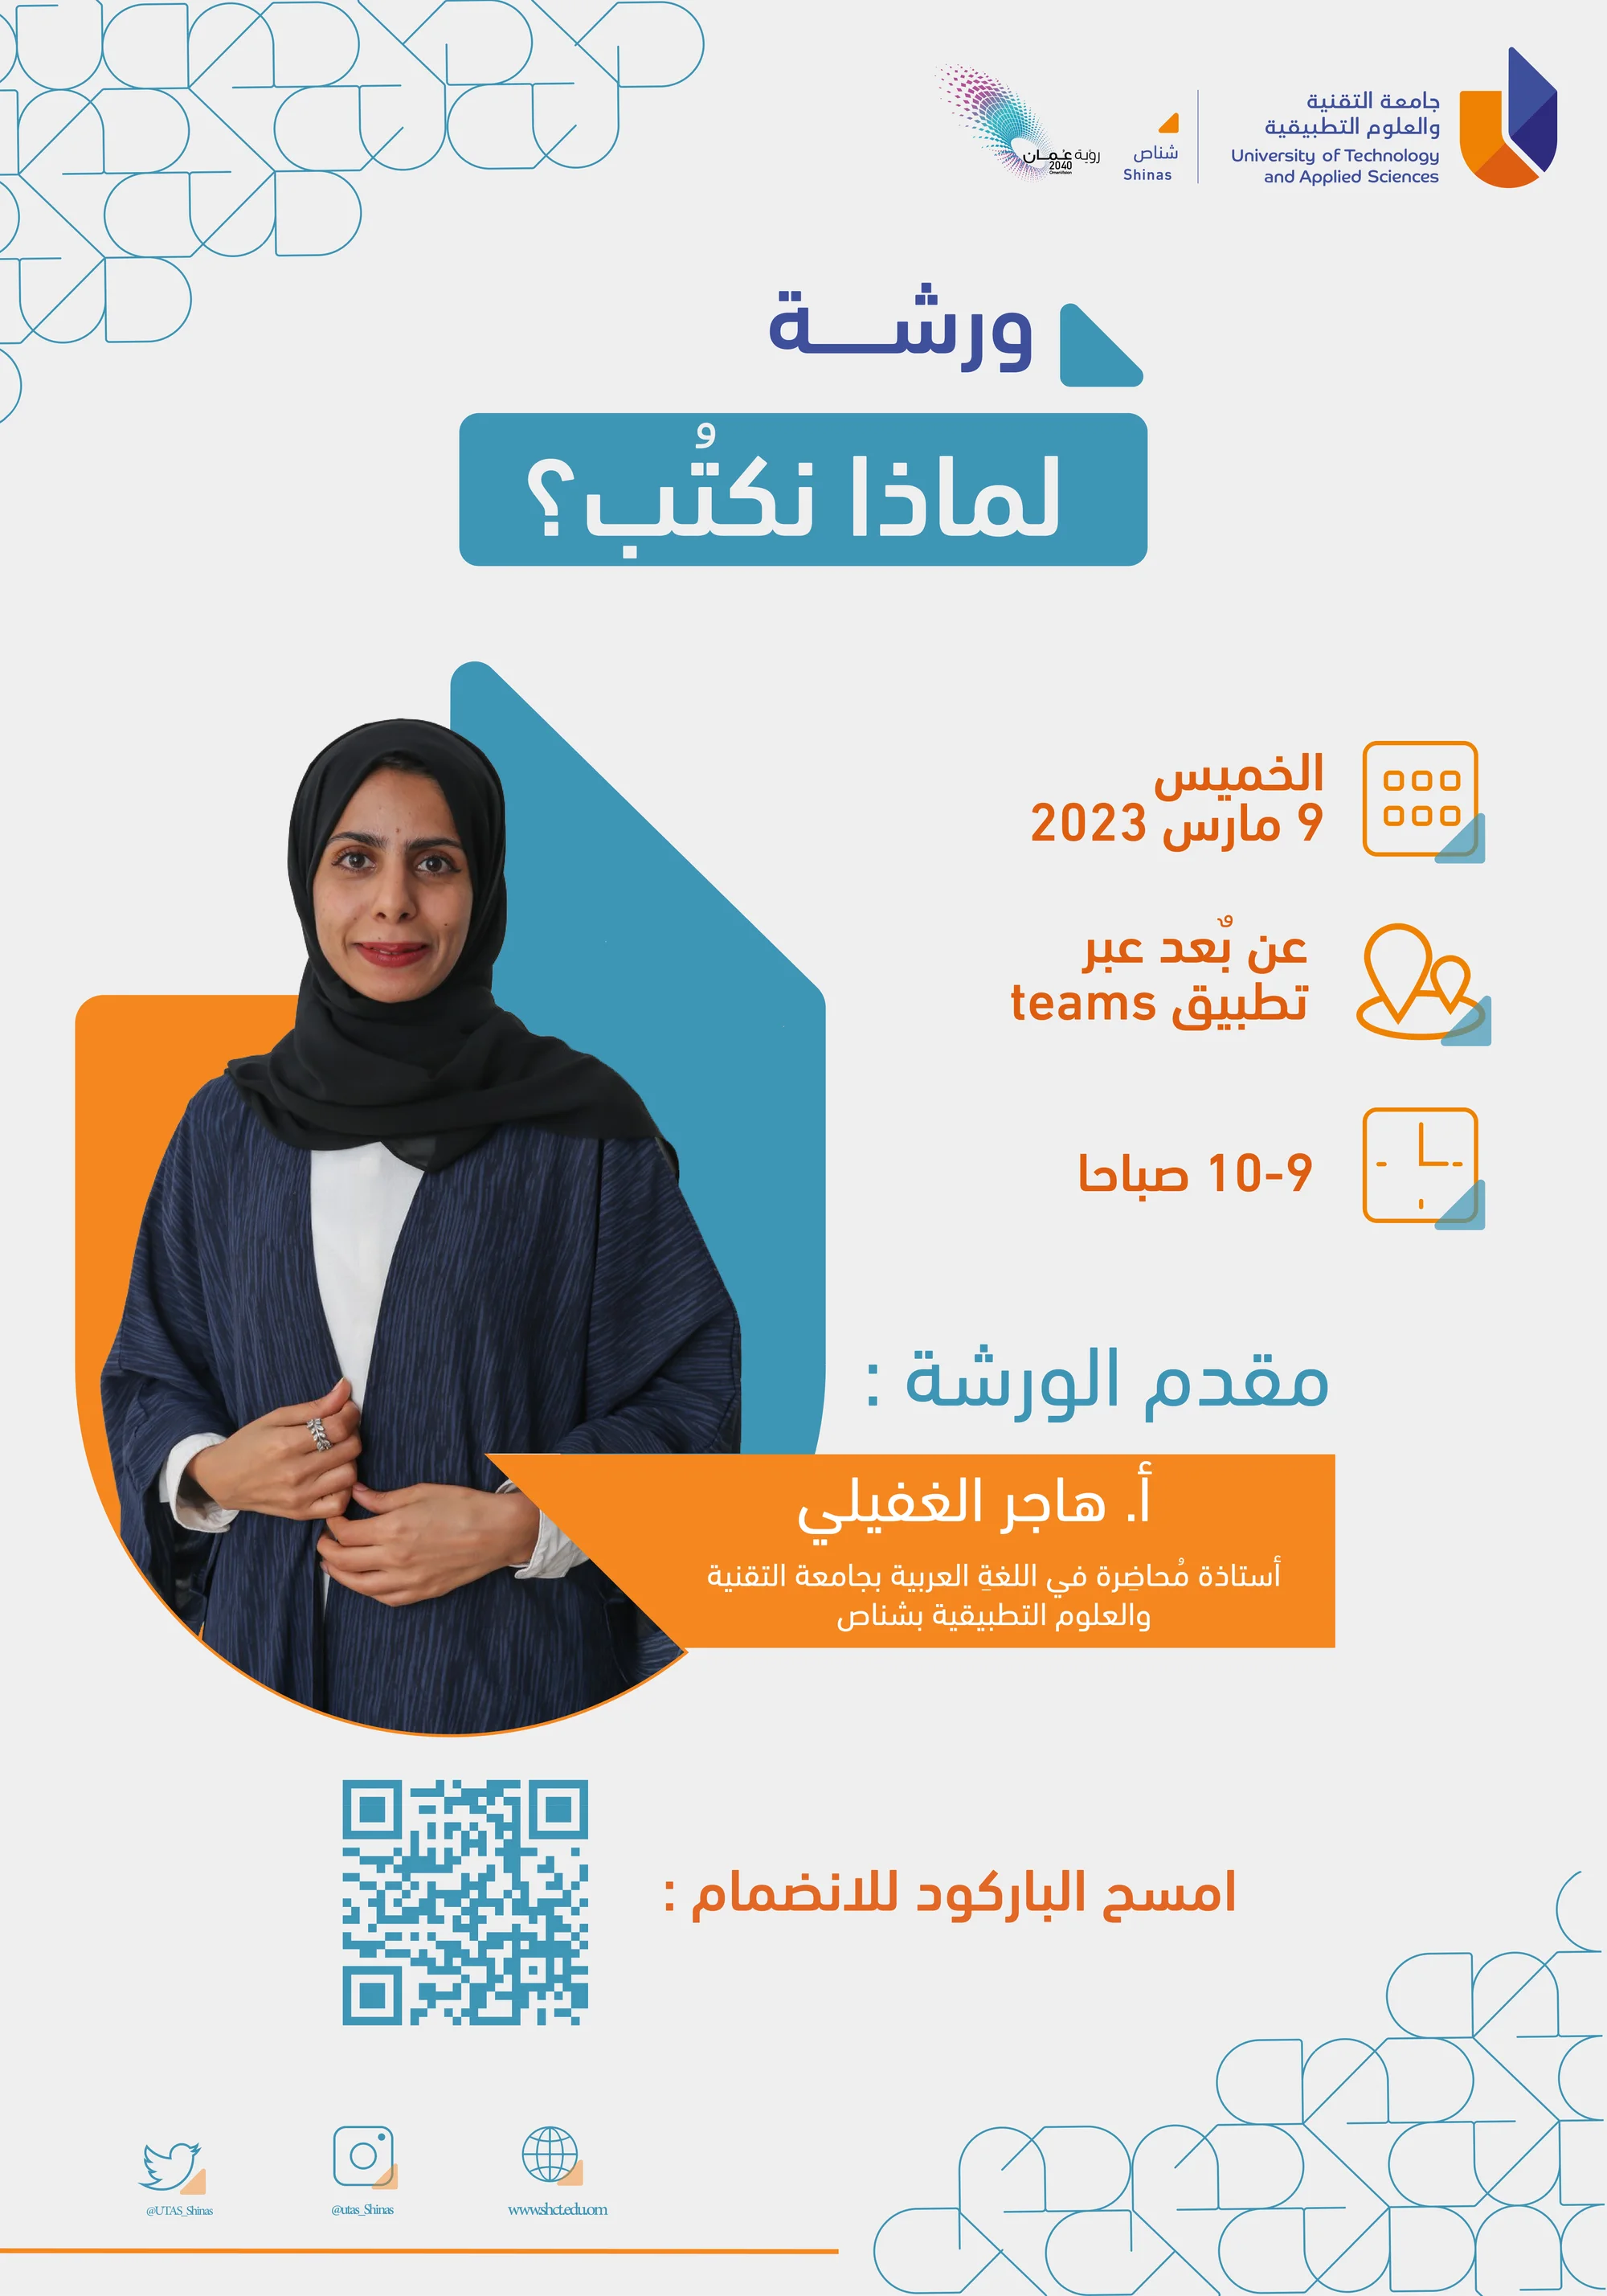 جامعة التقنية
والعلوم التطبيقية
University of Technology
and Applied Sciences
شناص
Shinas
رؤية عُمان
2040
OmanVision
ورشـــة
لماذا نكتُب؟
الخميس
9 مارس 2023
عن بُعد عبر
تطبيق teams
9-10 صباحا
مقدم الورشة :
أ. هاجر الغفيلي
أستاذة مُحاضِرة في اللغةِ العربية بجامعة التقنية
والعلوم التطبيقية بشناص
امسح الباركود للانضمام :
@UTAS_Shinas
@utas_Shinas
www.shct.edu.om